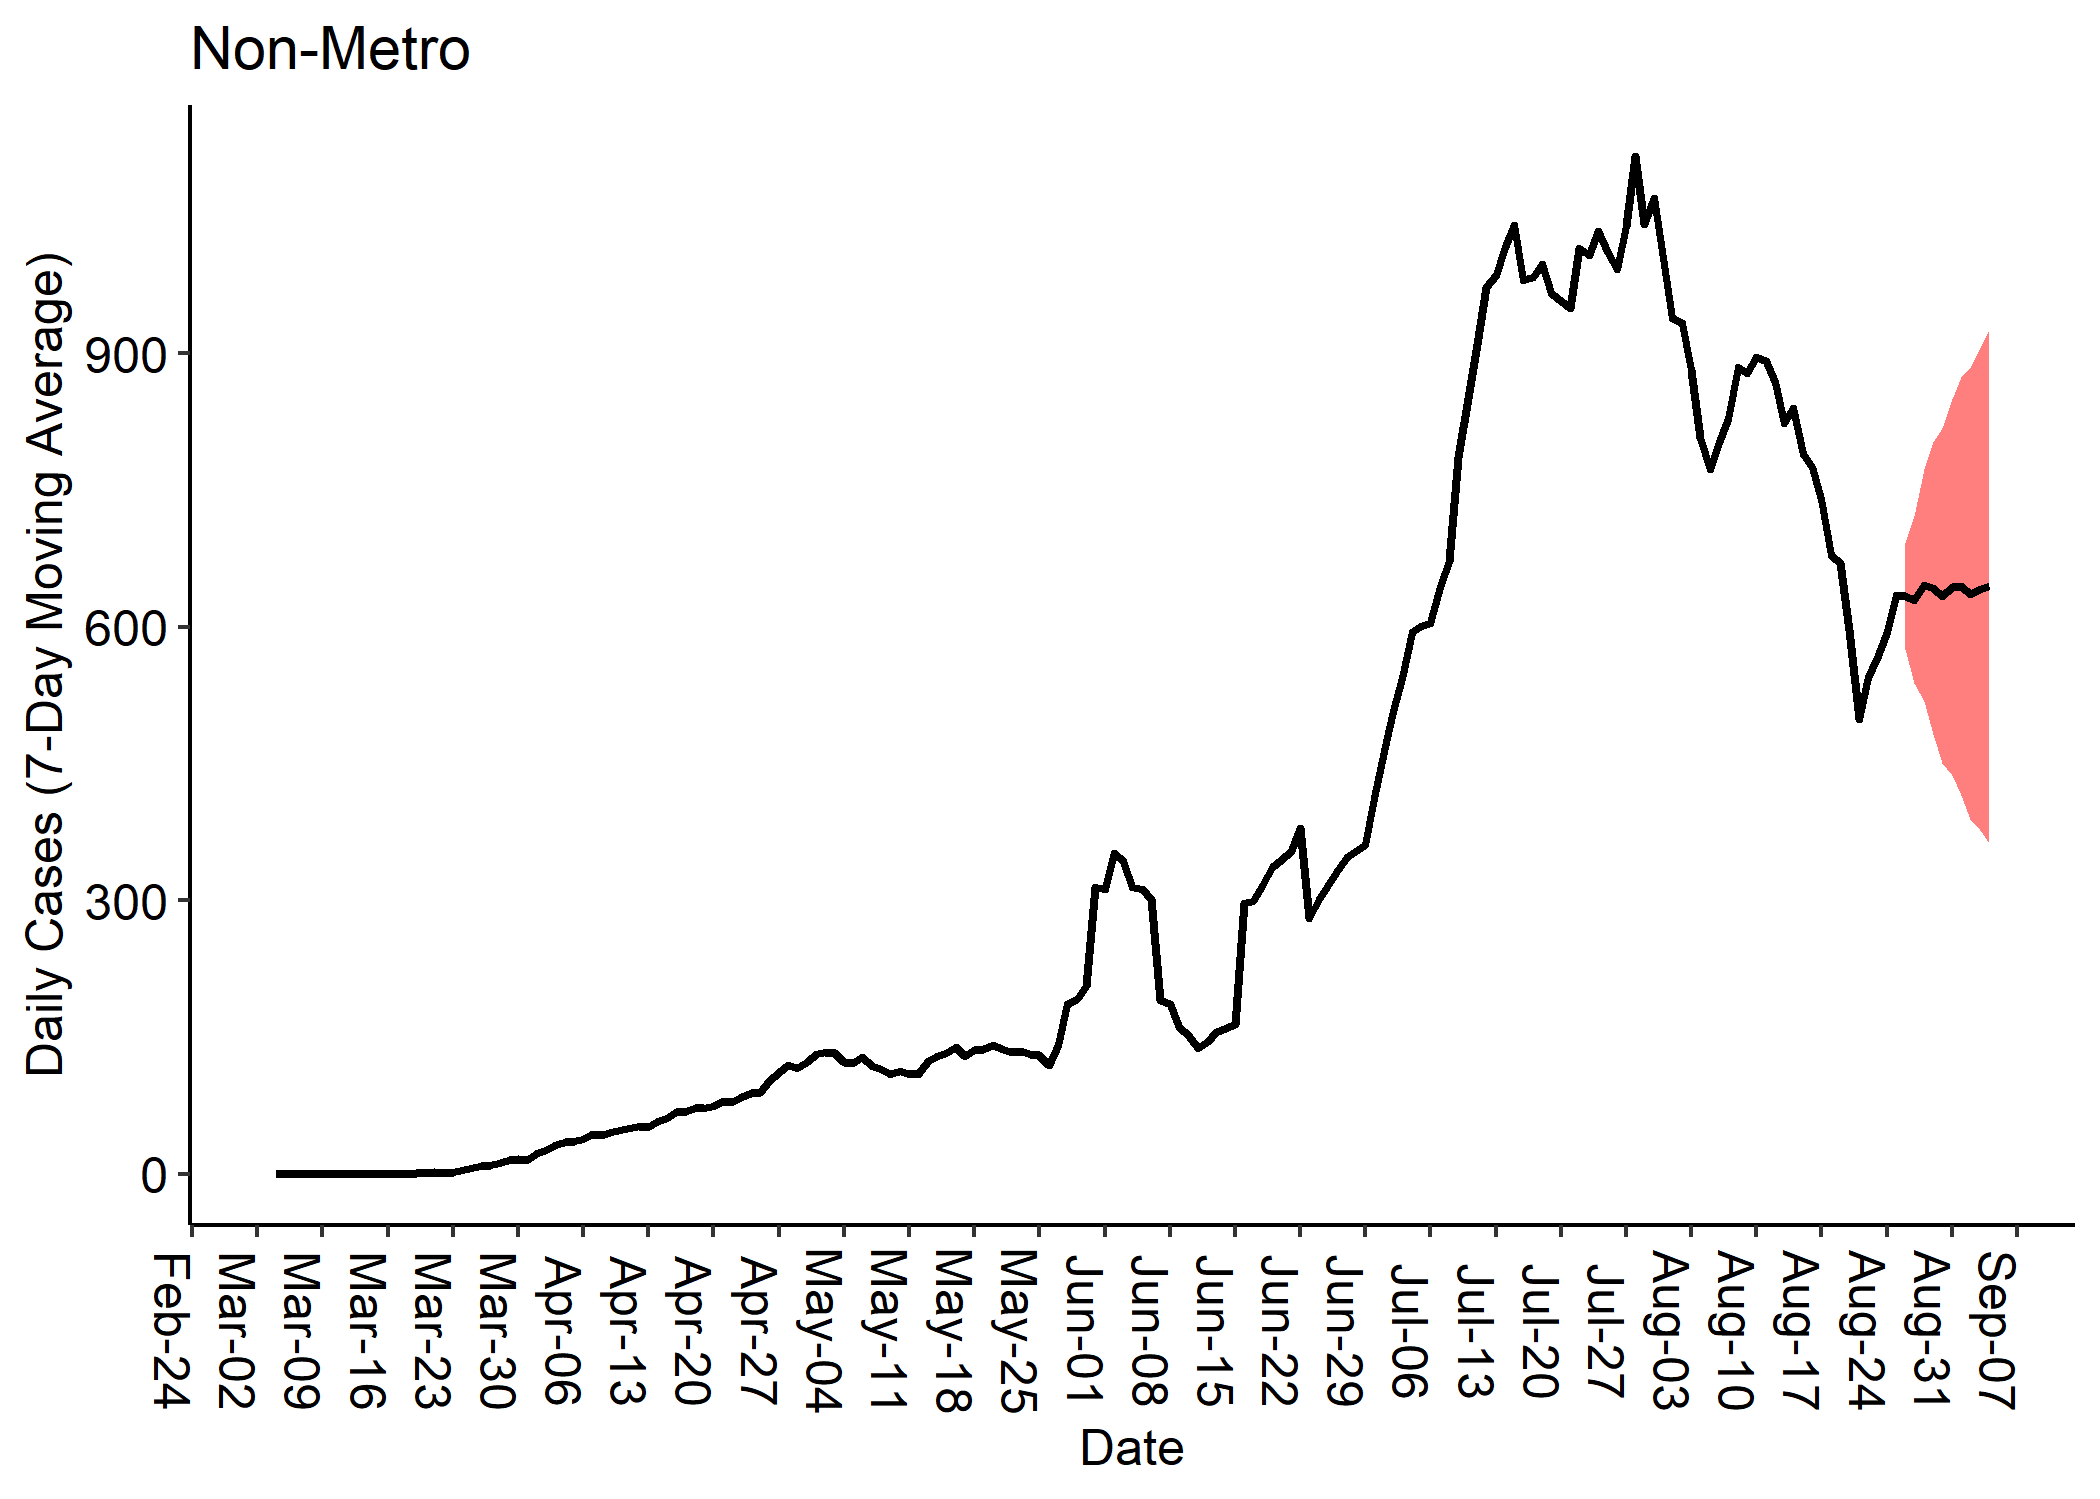 Non-Metro
Daily Cases (7-Day Moving Average)
900
600
300
0
Feb-24
Mar-02
Mar-09
Mar-16
Mar-23
Mar-30
Apr-06
Apr-13
Apr-20
Apr-27
May-04
May-11
May-18
May-25
Jun-01
Jun-08
Jun-15
Jun-22
Jun-29
Jul-06
Jul-13
Jul-20
Jul-27
Aug-03
Aug-10
Aug-17
Aug-24
Aug-31
Sep-07
Date